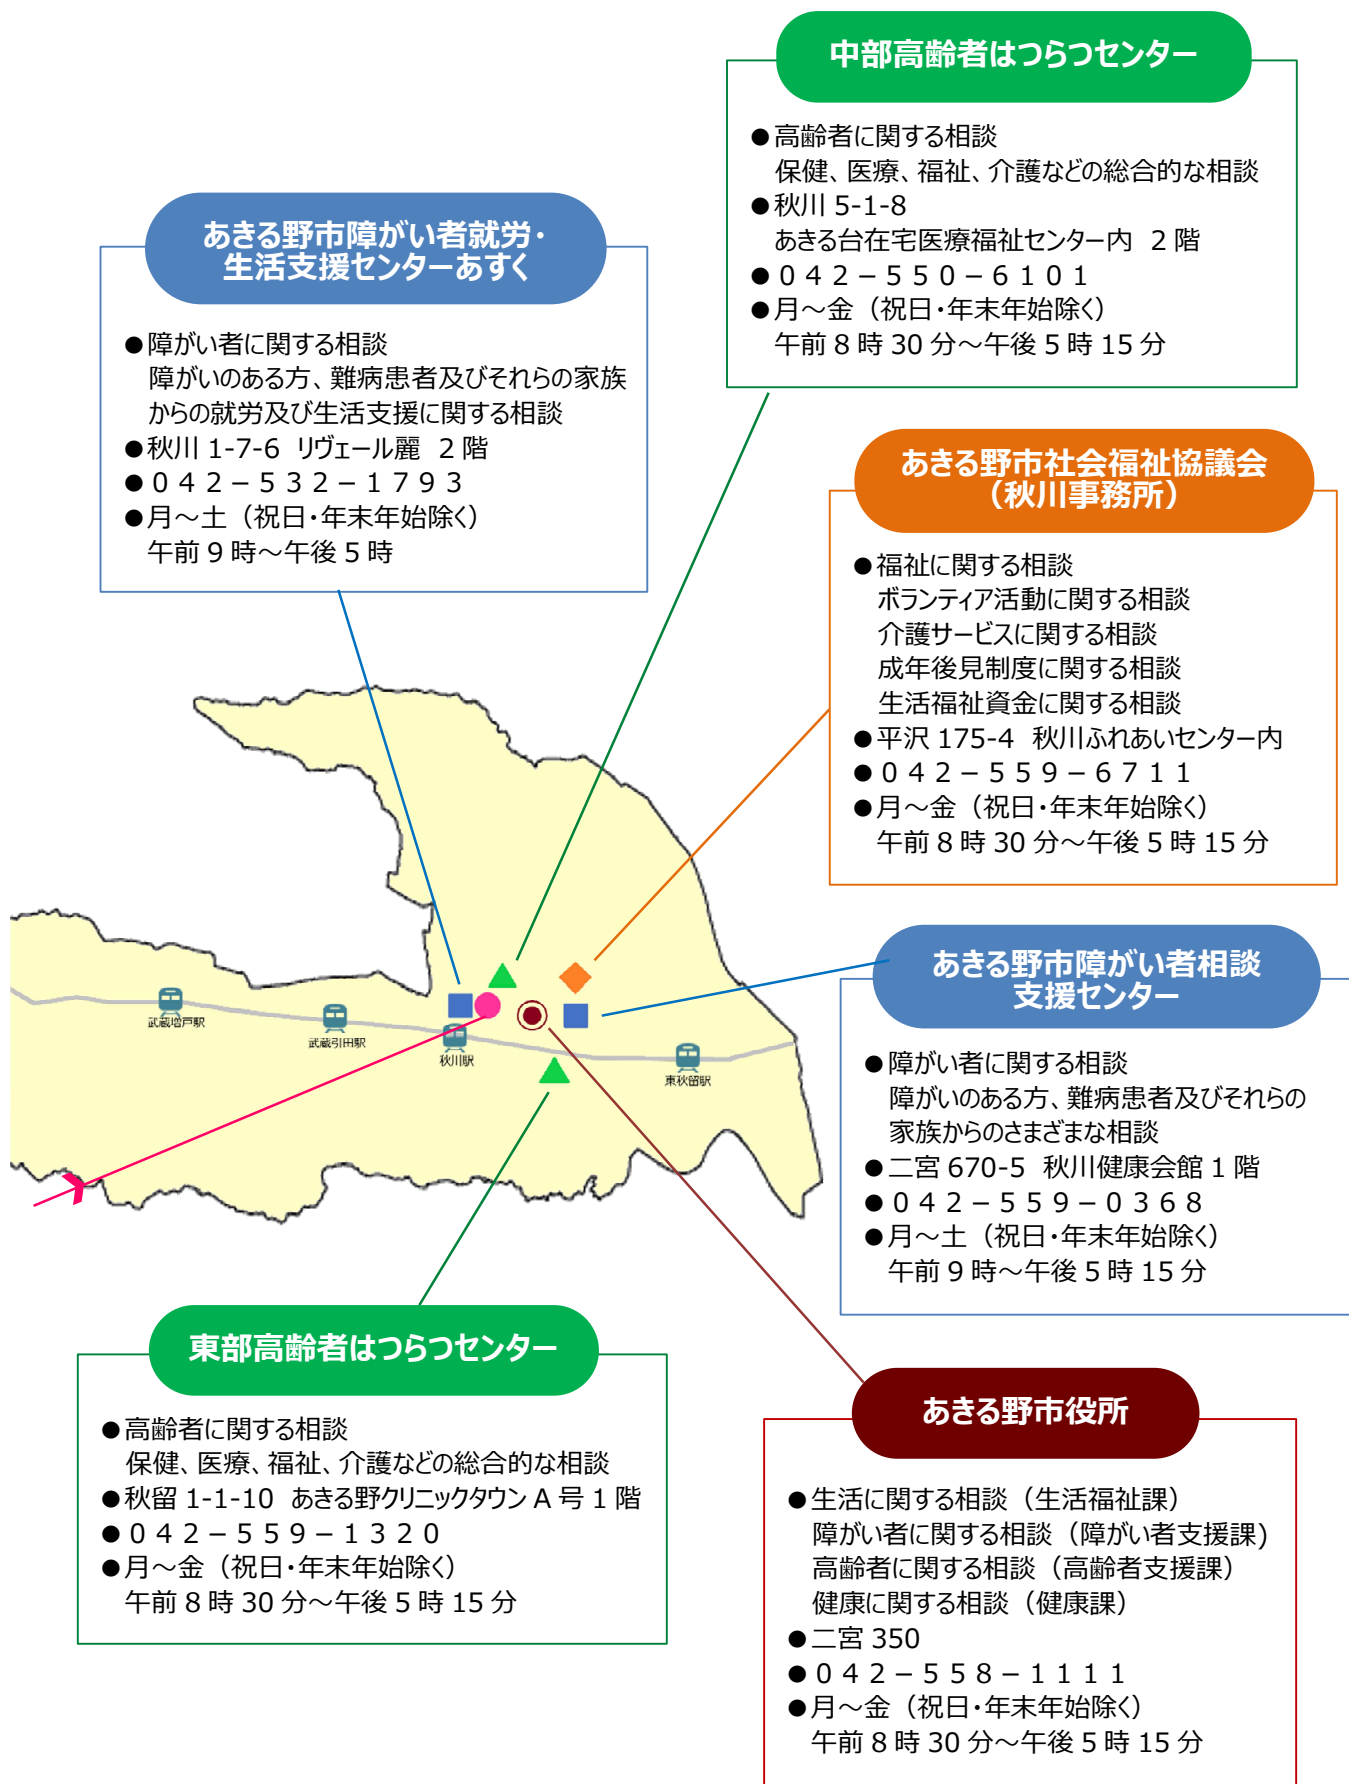 中部高齢者はつらつセンター
●高齢者に関する相談
保健、医療、福祉、介護などの総合的な相談
●秋川 5-1-8
あきる台在宅医療福祉センター内 2階
●０４２－５５０－６１０１
●月～金（祝日・年末年始除く）
午前8時30分～午後5時15分
あきる野市障がい者就労・
生活支援センターあすく
●障がい者に関する相談
障がいのある方、難病患者及びそれらの家族
からの就労及び生活支援に関する相談
●秋川 1-7-6 リヴェール麗 2階
●０４２－５３２－１７９３
●月～土（祝日・年末年始除く）
午前9時～午後5時
あきる野市社会福祉協議会
（秋川事務所）
●福祉に関する相談
ボランティア活動に関する相談
介護サービスに関する相談
成年後見制度に関する相談
生活福祉資金に関する相談
●平沢 175-4 秋川ふれあいセンター内
●０４２－５５９－６７１１
●月～金（祝日・年末年始除く）
午前8時30分～午後5時15分
武蔵増戸駅
武蔵引田駅
秋川駅
東秋留駅
あきる野市障がい者相談
支援センター
●障がい者に関する相談
障がいのある方、難病患者及びそれらの
家族からのさまざまな相談
●二宮 670-5 秋川健康会館1階
●０４２－５５９－０３６８
●月～土（祝日・年末年始除く）
午前9時～午後5時15分
東部高齢者はつらつセンター
●高齢者に関する相談
保健、医療、福祉、介護などの総合的な相談
●秋留 1-1-10 あきる野クリニックタウンA号1階
●０４２－５５９－１３２０
●月～金（祝日・年末年始除く）
午前8時30分～午後5時15分
あきる野市役所
●生活に関する相談（生活福祉課）
障がい者に関する相談（障がい者支援課)
高齢者に関する相談（高齢者支援課）
健康に関する相談（健康課）
●二宮 350
●０４２－５５８－１１１１
●月～金（祝日・年末年始除く）
午前8時30分～午後5時15分